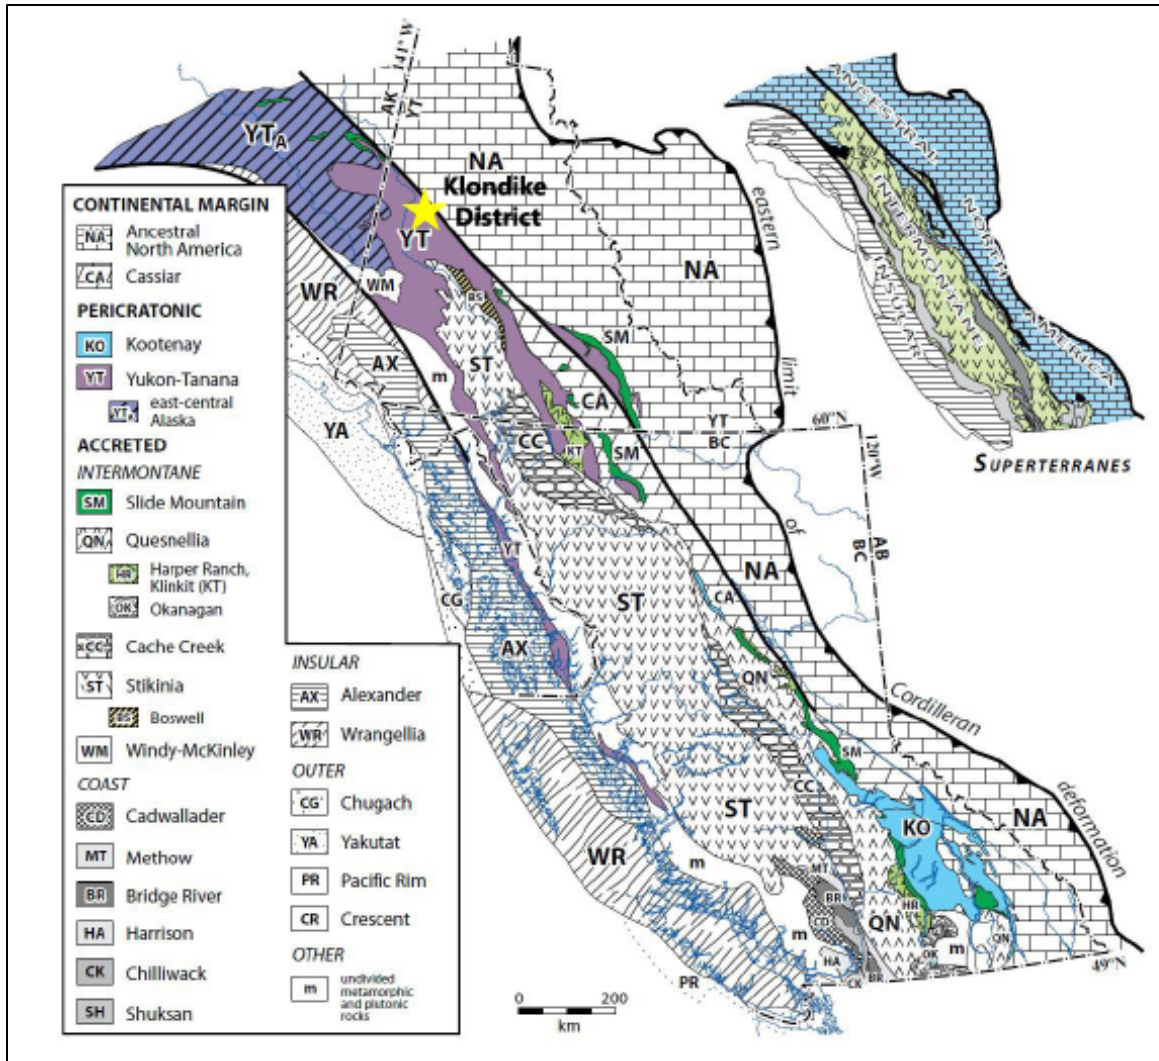 141° W
AK
YT
YTA
NA
Klondike
District
YT
WM
WR
BS
AX
m
ST
SM
NA
eastern
limit
of
Cordilleran
deformation
CA
YT
BC
60°N
120°W
YA
CC
KT
SM
AB
BC
YT
CG
AX
ST
CA
NA
QN
SM
CC
ST
KO
NA
WR
m
MT
BR
CD
HA
m
QN
HR
OK
m
QN
CK
BR
49°N
PR
0 200
km
ANCESTRAL
NORTH
AMERICA
INTERMONTANE
INSULAR
SUPERTERRANES
CONTINENTAL MARGIN
NA Ancestral
North America
CA Cassiar
PERICRATONIC
KO Kootenay
YT Yukon-Tanana
YTA east-central
Alaska
ACCRETED
INTERMONTANE
SM Slide Mountain
QN Quesnellia
HR Harper Ranch,
Klinkit (KT)
OK Okanagan
CC Cache Creek
ST Stikinia
BS Boswell
WM Windy-McKinley
COAST
CD Cadwallader
MT Methow
BR Bridge River
HA Harrison
CK Chilliwack
SH Shuksan
INSULAR
AX Alexander
WR Wrangellia
OUTER
CG Chugach
YA Yakutat
PR Pacific Rim
CR Crescent
OTHER
m undivided
metamorphic
and plutonic
rocks